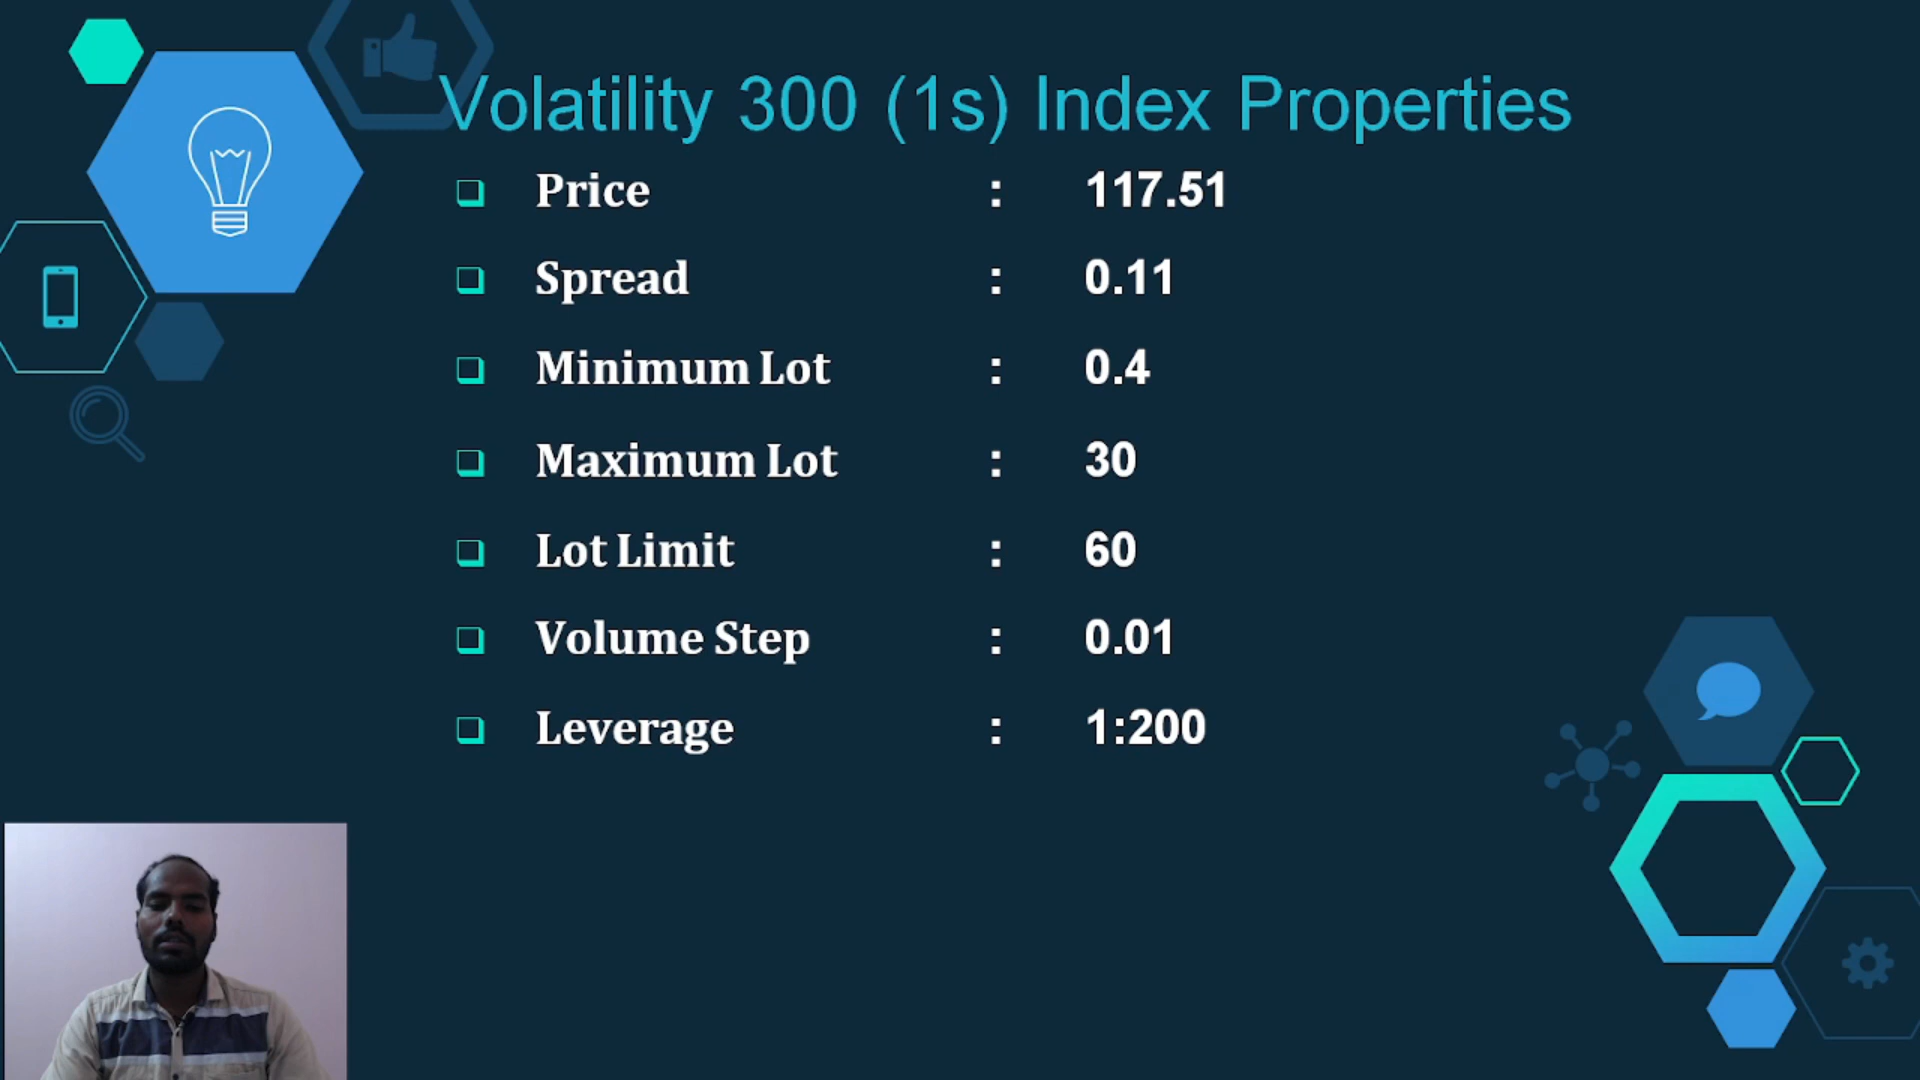 Volatility 300 (1s) Index Properties
Price : 117.51
Spread : 0.11
Minimum Lot : 0.4
Maximum Lot : 30
Lot Limit : 60
Volume Step : 0.01
Leverage : 1:200